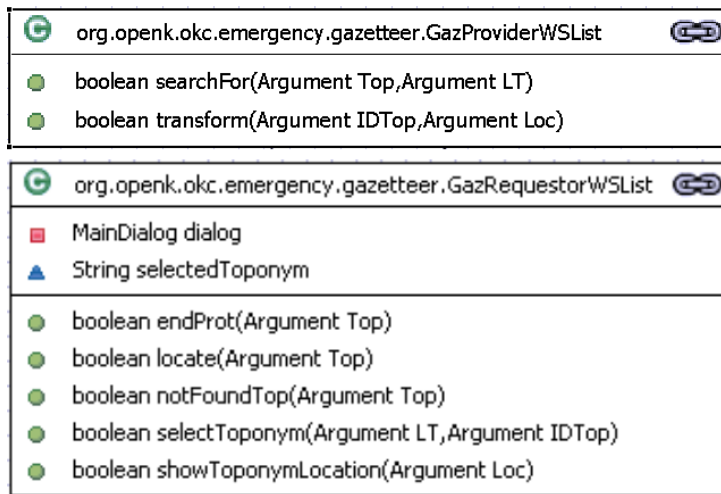 C org.openk.okc.emergency.gazetteer.GazProviderWSList
boolean searchFor(Argument Top,Argument LT)
boolean transform(Argument IDTop,Argument Loc)
C org.openk.okc.emergency.gazetteer.GazRequestorWSList
MainDialog dialog
String selectedToponym
boolean endProt(Argument Top)
boolean locate(Argument Top)
boolean notFoundTop(Argument Top)
boolean selectToponym(Argument LT,Argument IDTop)
boolean showToponymLocation(Argument Loc)